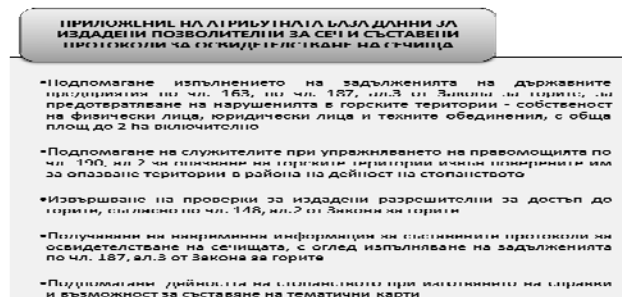 ПРИЛОЖЕНИЕ НА АТРИБУТНАТА БАЗА ДАННИ ЗА
ИЗДАДЕНИ ПОЗВОЛИТЕЛНИ ЗА СЕЧ И СЪСТАВЕНИ
ПРОТОКОЛИ ЗА ОСВИДЕТЕЛСТВАНЕ НА СЕЧИЩА
•Подпомагане изпълнението на задълженията на държавните
предприятия по чл. 163, по чл. 187, ал.3 от Закона за горите, за
предотвратяване на нарушенията в горските територии - собственост
на физически лица, юридически лица и техните обединения, с обща
площ до 2 ha включително
•Подпомагане на служителите при упражняването на правомощията по
чл. 190, ал 2 за опазване на горските територии извън поверените им
за опазване територии в района на дейност на стопанството
•Извършване на проверки за издадени разрешителни за достъп до
горите, съгласно чл. 148, ал.2 от Закона за горите
•Получаване на навременна информация за съставените протоколи за
освидетелстване на сечищата, с оглед изпълняване на задълженията
по чл. 187, ал.3 от Закона за горите
•Подпомагане дейността на стопанството при изготвянето на справки
и възможност за съставяне на тематични карти